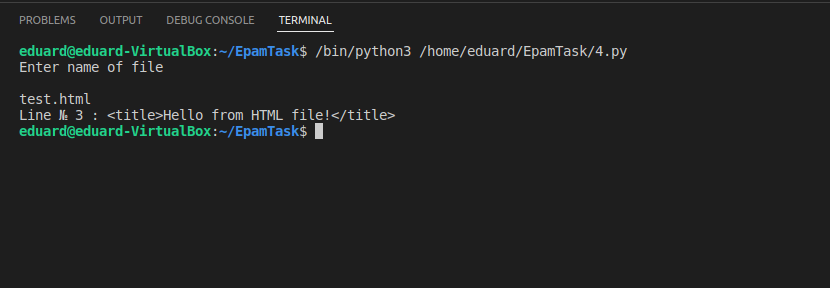 PROBLEMS OUTPUT DEBUG CONSOLE TERMINAL
eduard@eduard-VirtualBox:~/EpamTask$ /bin/python3 /home/eduard/EpamTask/4.py
Enter name of file
test.html
Line № 3 : <title>Hello from HTML file!</title>
eduard@eduard-VirtualBox:~/EpamTask$